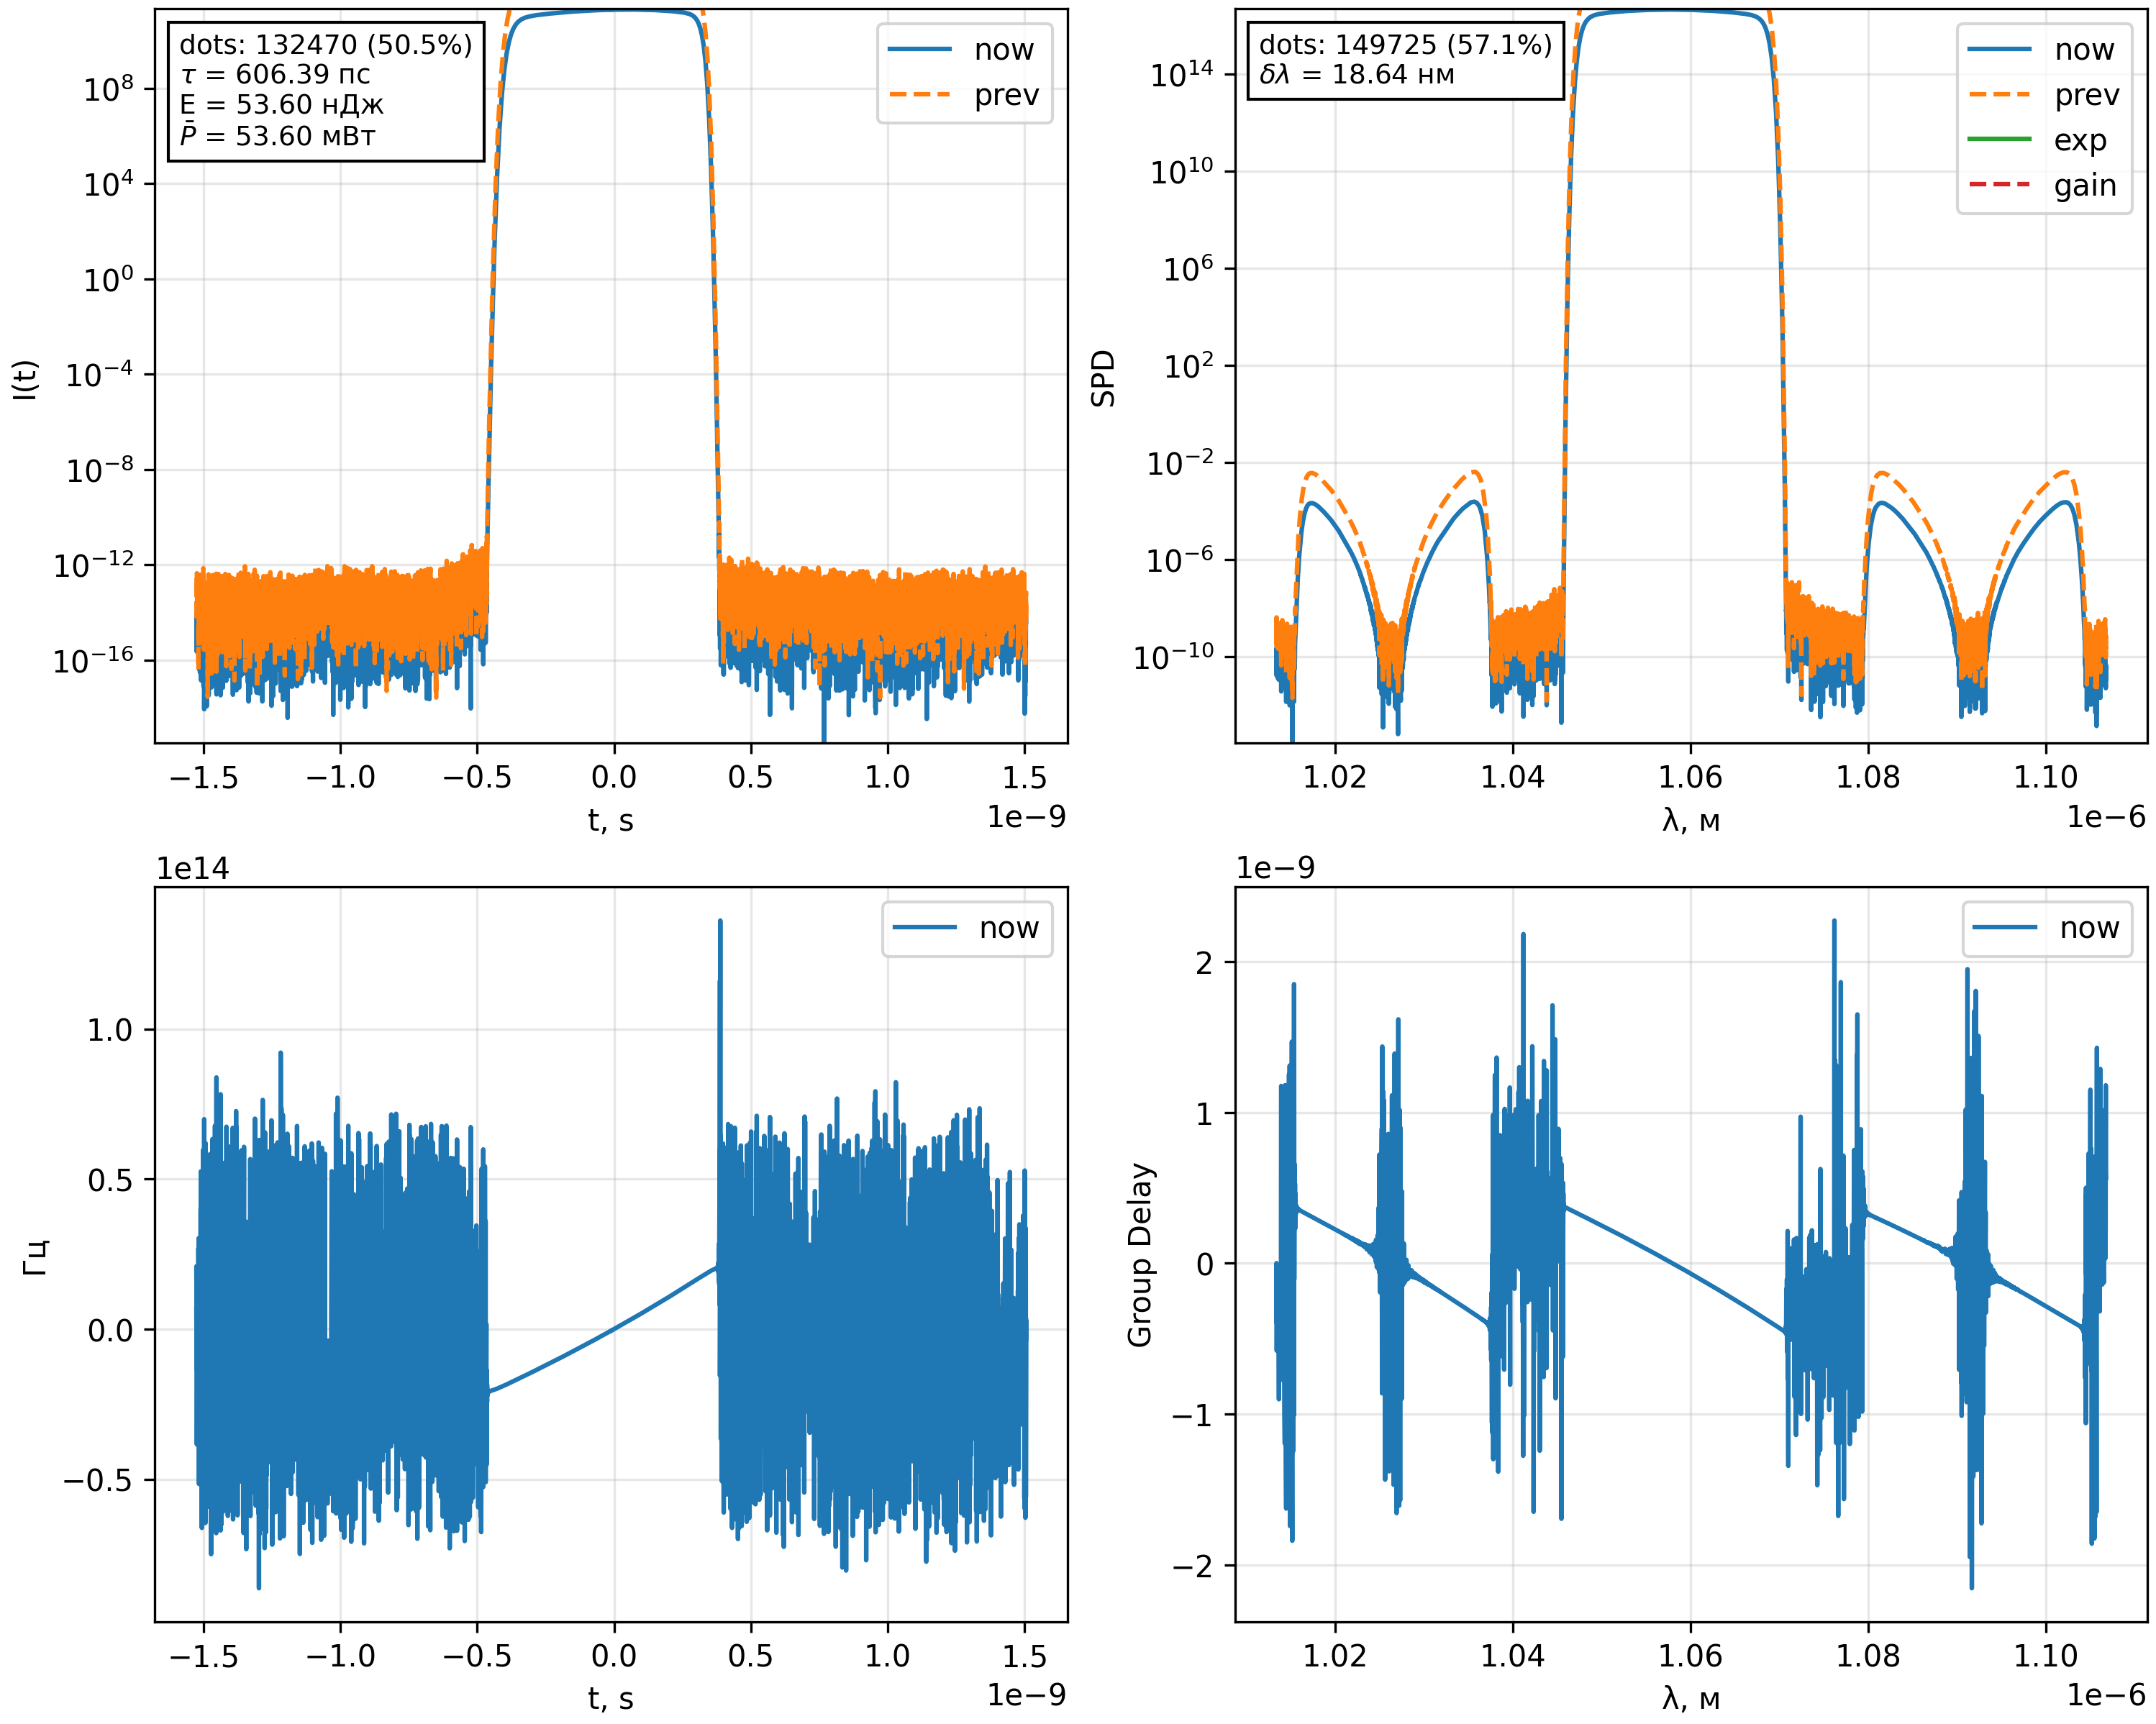 dots: 132470 (50.5%)
τ = 606.39 пс
E = 53.60 нДж
P̄ = 53.60 мВт
now
prev
10⁸
10⁴
10⁰
10⁻⁴
10⁻⁸
10⁻¹²
10⁻¹⁶
I(t)
−1.5 −1.0 −0.5 0.0 0.5 1.0 1.5
t, s
1e−9
dots: 149725 (57.1%)
δλ = 18.64 нм
now
prev
exp
gain
10¹⁴
10¹⁰
10⁶
10²
10⁻²
10⁻⁶
10⁻¹⁰
SPD
1.02 1.04 1.06 1.08 1.10
λ, м
1e−6
1e14
now
1.0
0.5
0.0
−0.5
Гц
−1.5 −1.0 −0.5 0.0 0.5 1.0 1.5
t, s
1e−9
1e−9
now
2
1
0
−1
−2
Group Delay
1.02 1.04 1.06 1.08 1.10
λ, м
1e−6